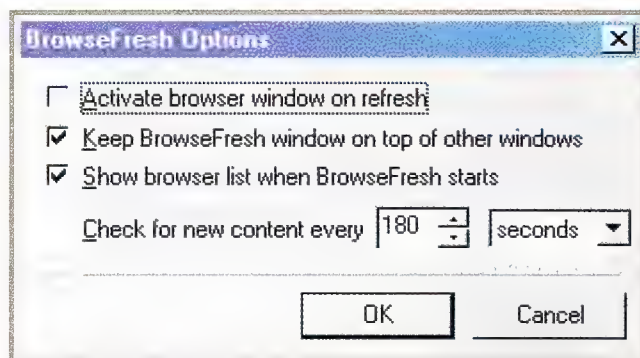 BrowseFresh Options
Activate browser window on refresh
Keep BrowseFresh window on top of other windows
Show browser list when BrowseFresh starts
Check for new content every 180 seconds
OK Cancel